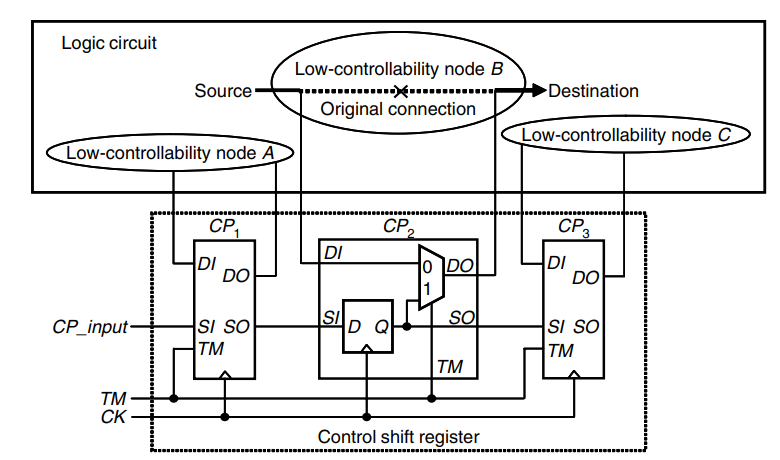 Logic circuit
Low-controllability node B
Source
Destination
Original connection
Low-controllability node A
Low-controllability node C
CP1
CP2
CP3
DI
DO
SI SO
TM
DI
0
1
DO
SI
D Q
SO
TM
DI
DO
SI SO
TM
CP_input
TM
CK
Control shift register